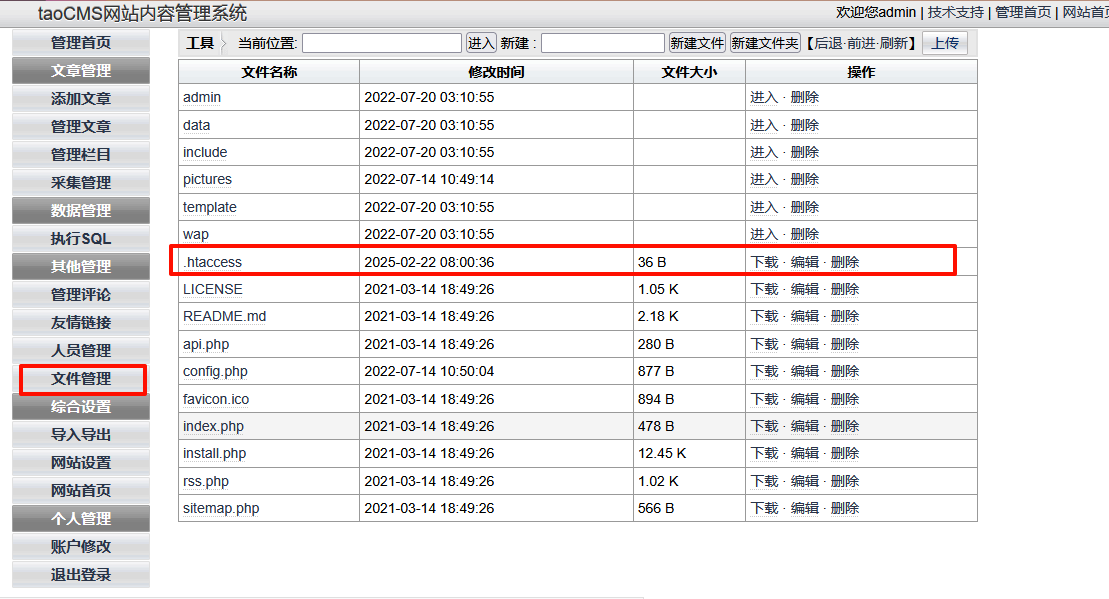 taoCMS网站内容管理系统
欢迎您admin | 技术支持 | 管理首页 | 网站首页
管理首页
文章管理
添加文章
管理文章
管理栏目
采集管理
数据管理
执行SQL
其他管理
管理评论
友情链接
人员管理
文件管理
综合设置
导入导出
网站设置
网站首页
个人管理
账户修改
退出登录
工具 当前位置: 进入 新建 : 新建文件 新建文件夹 【后退·前进·刷新】 上传
文件名称 修改时间 文件大小 操作
admin 2022-07-20 03:10:55 进入 · 删除
data 2022-07-20 03:10:55 进入 · 删除
include 2022-07-20 03:10:55 进入 · 删除
pictures 2022-07-14 10:49:14 进入 · 删除
template 2022-07-20 03:10:55 进入 · 删除
wap 2022-07-20 03:10:55 进入 · 删除
.htaccess 2025-02-22 08:00:36 36 B 下载 · 编辑 · 删除
LICENSE 2021-03-14 18:49:26 1.05 K 下载 · 编辑 · 删除
README.md 2021-03-14 18:49:26 2.18 K 下载 · 编辑 · 删除
api.php 2021-03-14 18:49:26 280 B 下载 · 编辑 · 删除
config.php 2022-07-14 10:50:04 877 B 下载 · 编辑 · 删除
favicon.ico 2021-03-14 18:49:26 894 B 下载 · 编辑 · 删除
index.php 2021-03-14 18:49:26 478 B 下载 · 编辑 · 删除
install.php 2021-03-14 18:49:26 12.45 K 下载 · 编辑 · 删除
rss.php 2021-03-14 18:49:26 1.02 K 下载 · 编辑 · 删除
sitemap.php 2021-03-14 18:49:26 566 B 下载 · 编辑 · 删除